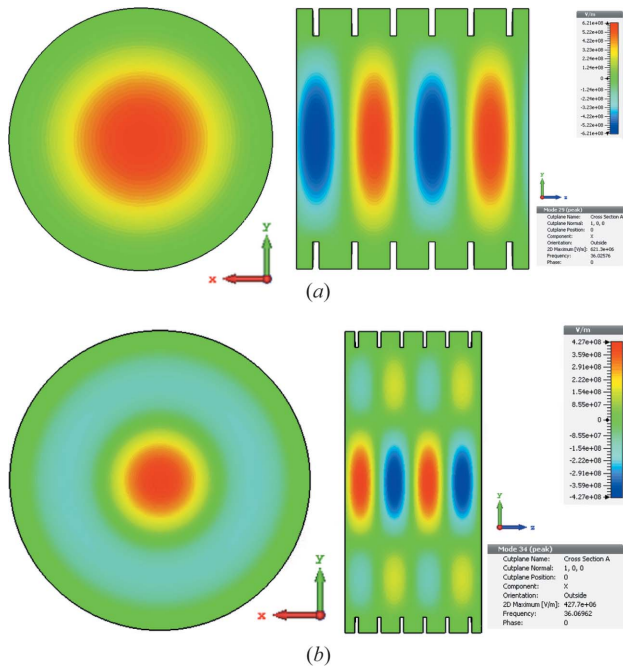 V/m
6.21e+08
5.22e+08
4.22e+08
3.23e+08
2.24e+08
1.24e+08
0
-1.24e+08
-2.24e+08
-3.23e+08
-4.22e+08
-5.22e+08
-6.21e+08
y
x
y
z
Mode 29 (peak)
Cutplane Name: Cross Section A
Cutplane Normal: 1, 0, 0
Cutplane Position: 0
Component: X
Orientation: Outside
2D Maximum [V/m]: 621.3e+06
Frequency: 36.02576
Phase: 0
(a)
V/m
4.27e+08
3.59e+08
2.91e+08
2.22e+08
1.54e+08
8.55e+07
0
-8.55e+07
-1.54e+08
-2.22e+08
-2.91e+08
-3.59e+08
-4.27e+08
y
x
y
z
Mode 34 (peak)
Cutplane Name: Cross Section A
Cutplane Normal: 1, 0, 0
Cutplane Position: 0
Component: X
Orientation: Outside
2D Maximum [V/m]: 427.7e+06
Frequency: 36.06962
Phase: 0
(b)